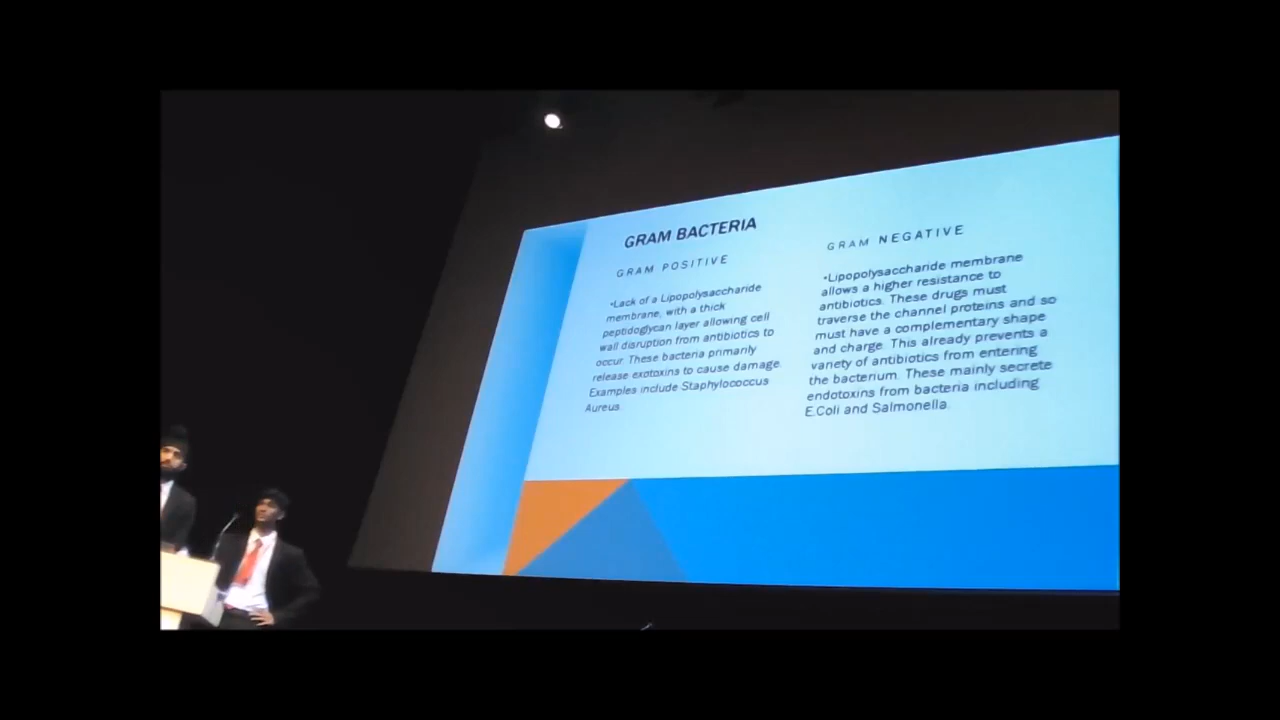 GRAM BACTERIA
GRAM POSITIVE
•Lack of a Lipopolysaccharide
membrane, with a thick
peptidoglycan layer allowing cell
wall disruption from antibiotics to
occur. These bacteria primarily
release exotoxins to cause damage.
Examples include Staphylococcus
Aureus.
GRAM NEGATIVE
•Lipopolysaccharide membrane
allows a higher resistance to
antibiotics. These drugs must
traverse the channel proteins and so
must have a complementary shape
and charge. This already prevents a
variety of antibiotics from entering
the bacterium. These mainly secrete
endotoxins from bacteria including
E.Coli and Salmonella.